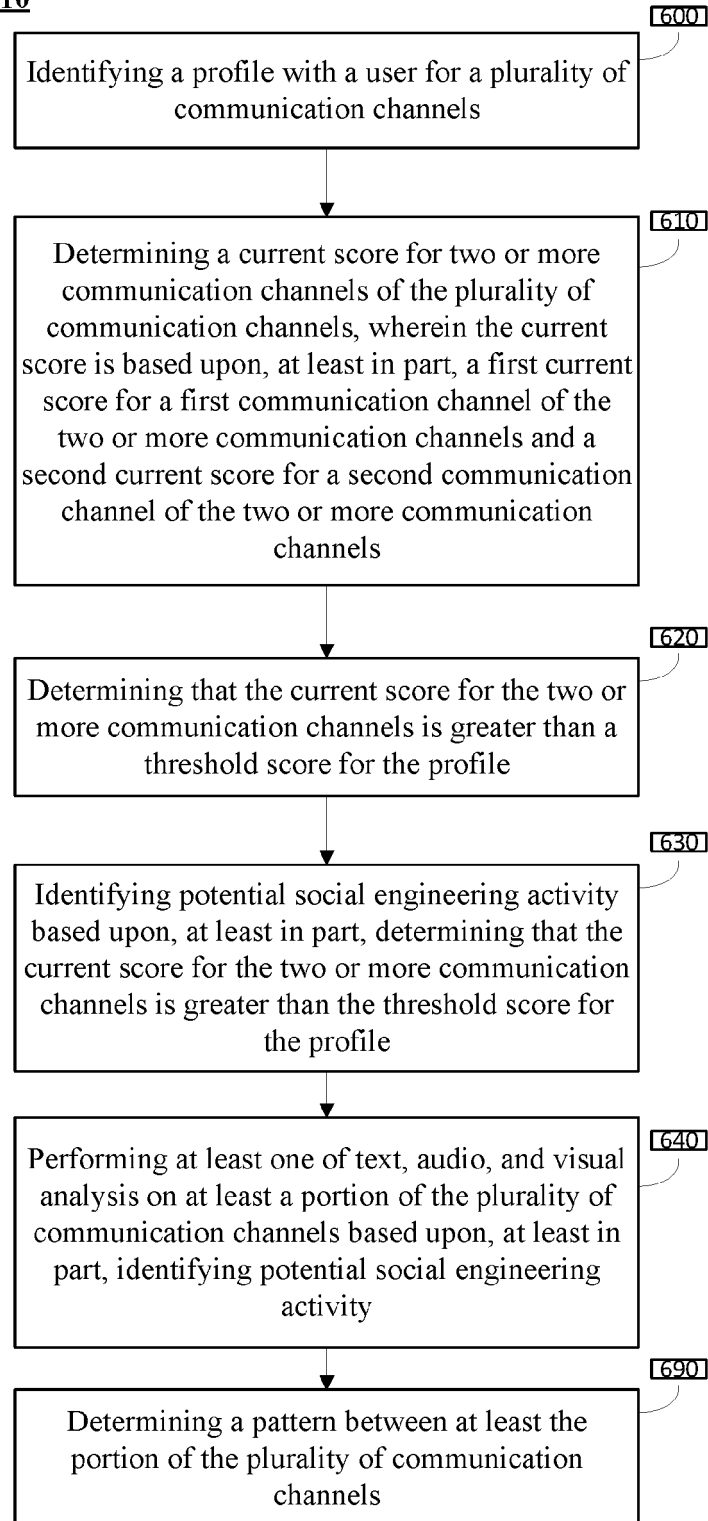 10
600
Identifying a profile with a user for a plurality of
communication channels
610
Determining a current score for two or more
communication channels of the plurality of
communication channels, wherein the current
score is based upon, at least in part, a first current
score for a first communication channel of the
two or more communication channels and a
second current score for a second communication
channel of the two or more communication
channels
620
Determining that the current score for the two or
more communication channels is greater than a
threshold score for the profile
630
Identifying potential social engineering activity
based upon, at least in part, determining that the
current score for the two or more communication
channels is greater than the threshold score for
the profile
640
Performing at least one of text, audio, and visual
analysis on at least a portion of the plurality of
communication channels based upon, at least in
part, identifying potential social engineering
activity
690
Determining a pattern between at least the
portion of the plurality of communication
channels